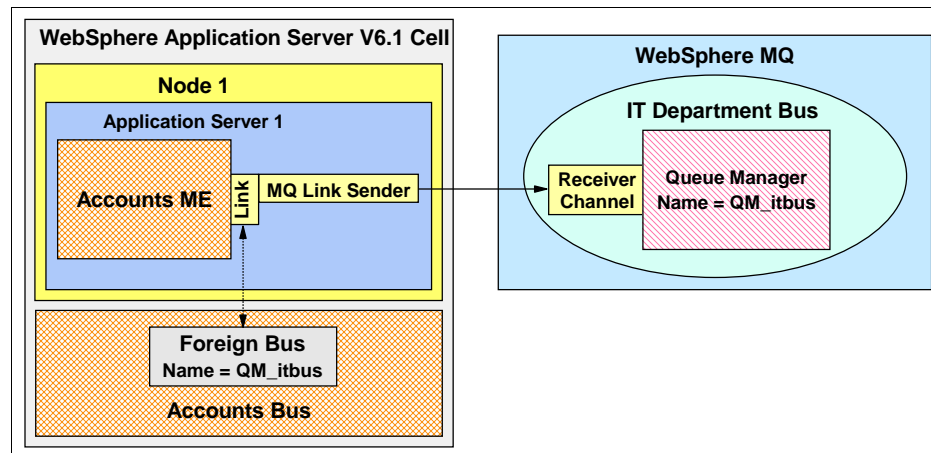 WebSphere Application Server V6.1 Cell
Node 1
Application Server 1
Accounts ME
Link
MQ Link Sender
Foreign Bus
Name = QM_itbus
Accounts Bus
WebSphere MQ
IT Department Bus
Receiver
Channel
Queue Manager
Name = QM_itbus